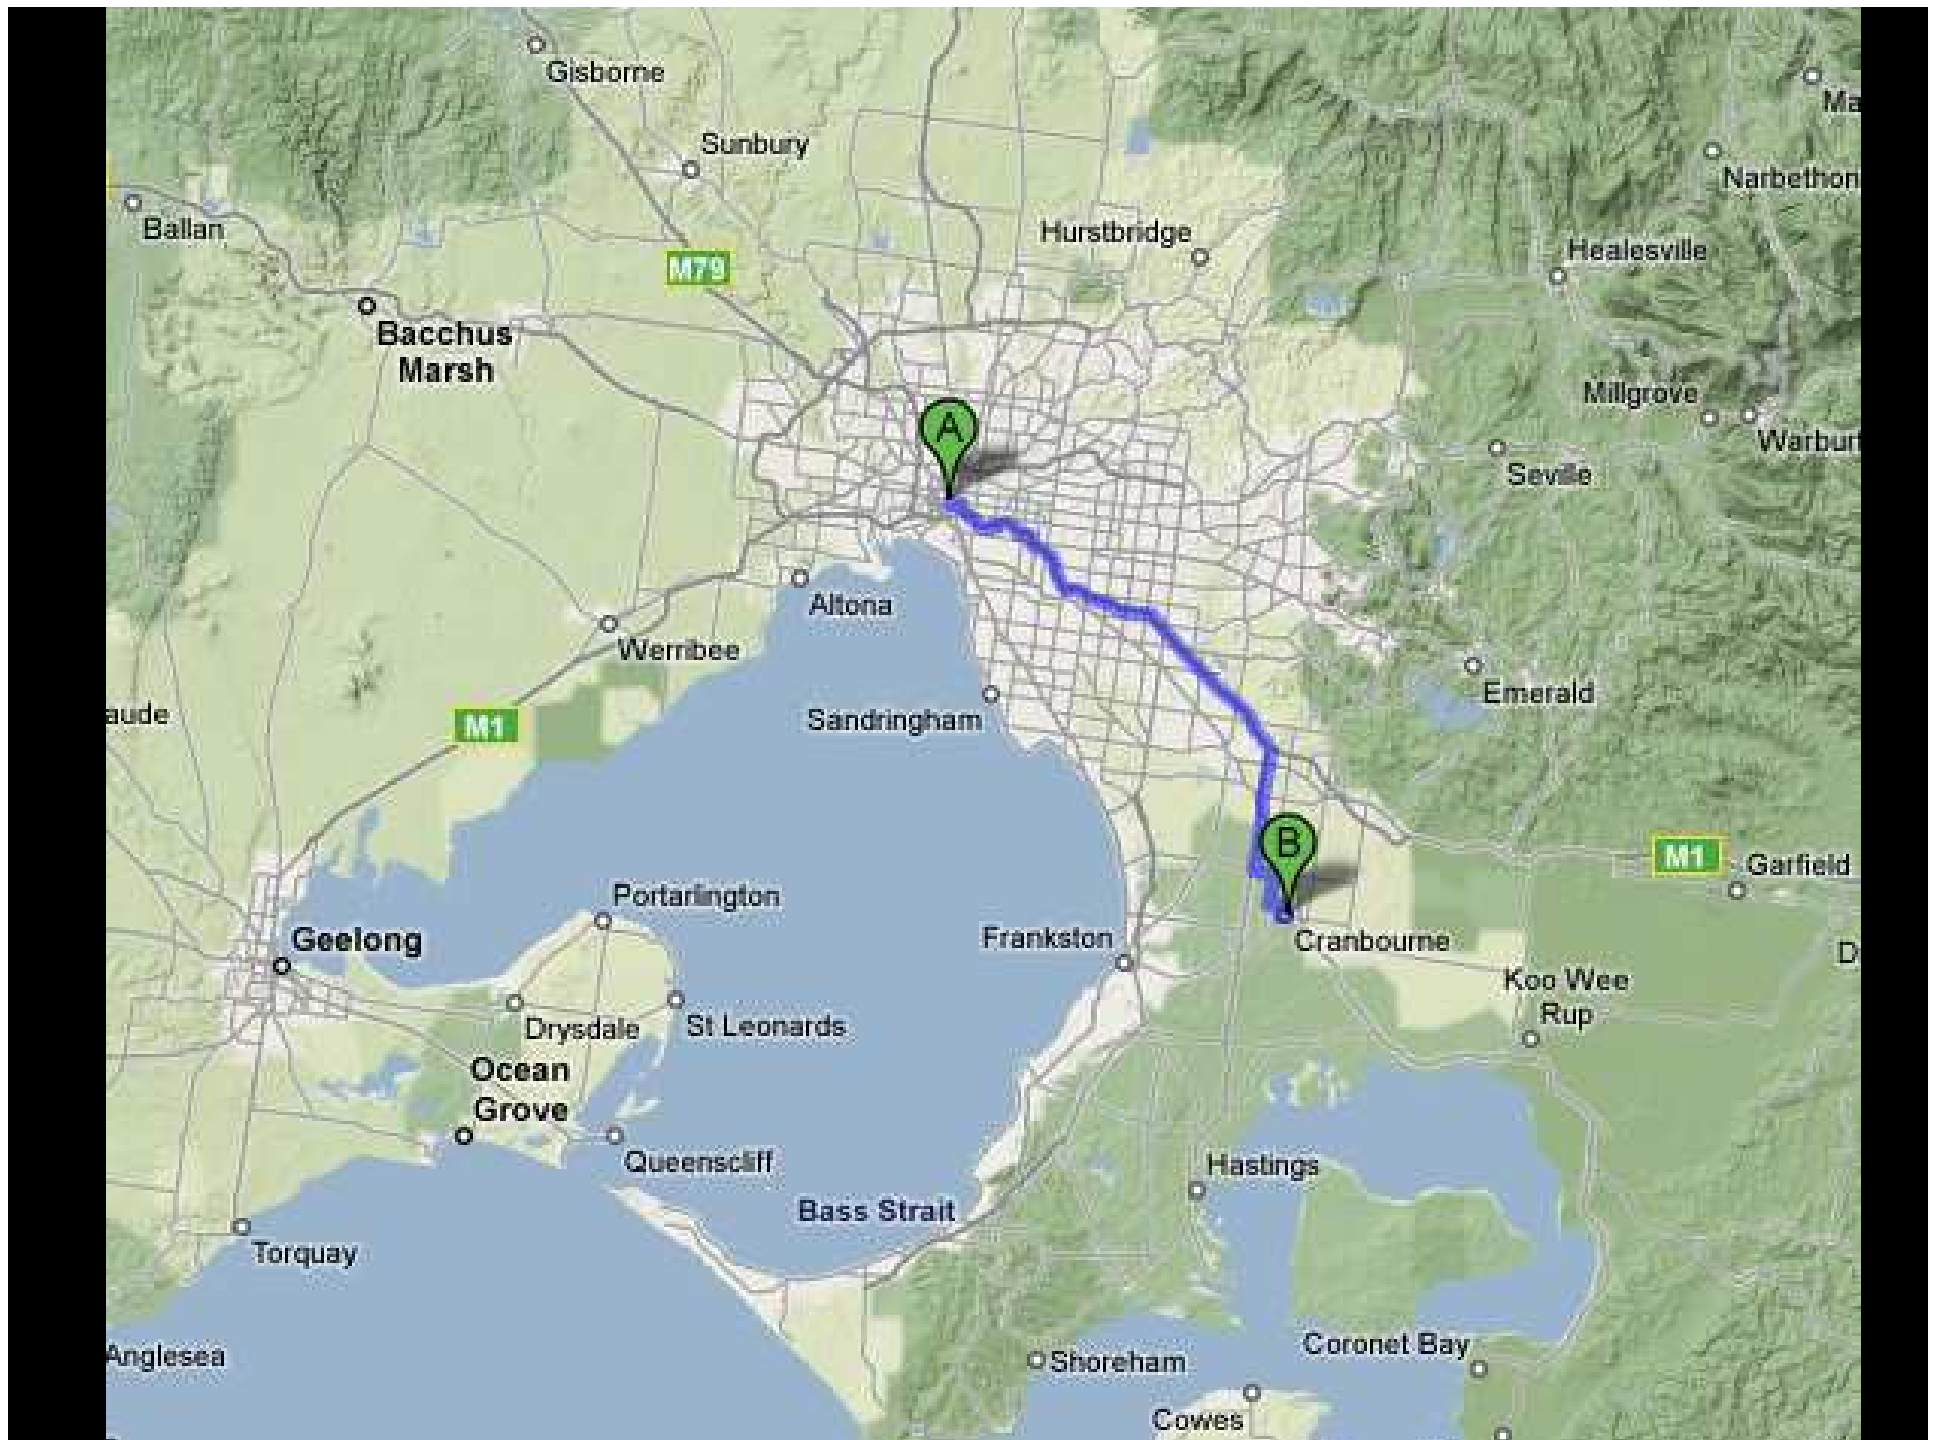 Gisborne
Ma
Sunbury
Narbethon
Ballan
Hurstbridge
Healesville
M79
Bacchus
Marsh
Millgrove
A
Warburt
Seville
Altona
Werribee
Emerald
aude
M1
Sandringham
B
M1
Garfield
Portarlington
Geelong
Frankston
Cranbourne
D
Koo Wee
Rup
Drysdale
St Leonards
Ocean
Grove
Queenscliff
Hastings
Bass Strait
Torquay
Coronet Bay
Anglesea
Shoreham
Cowes